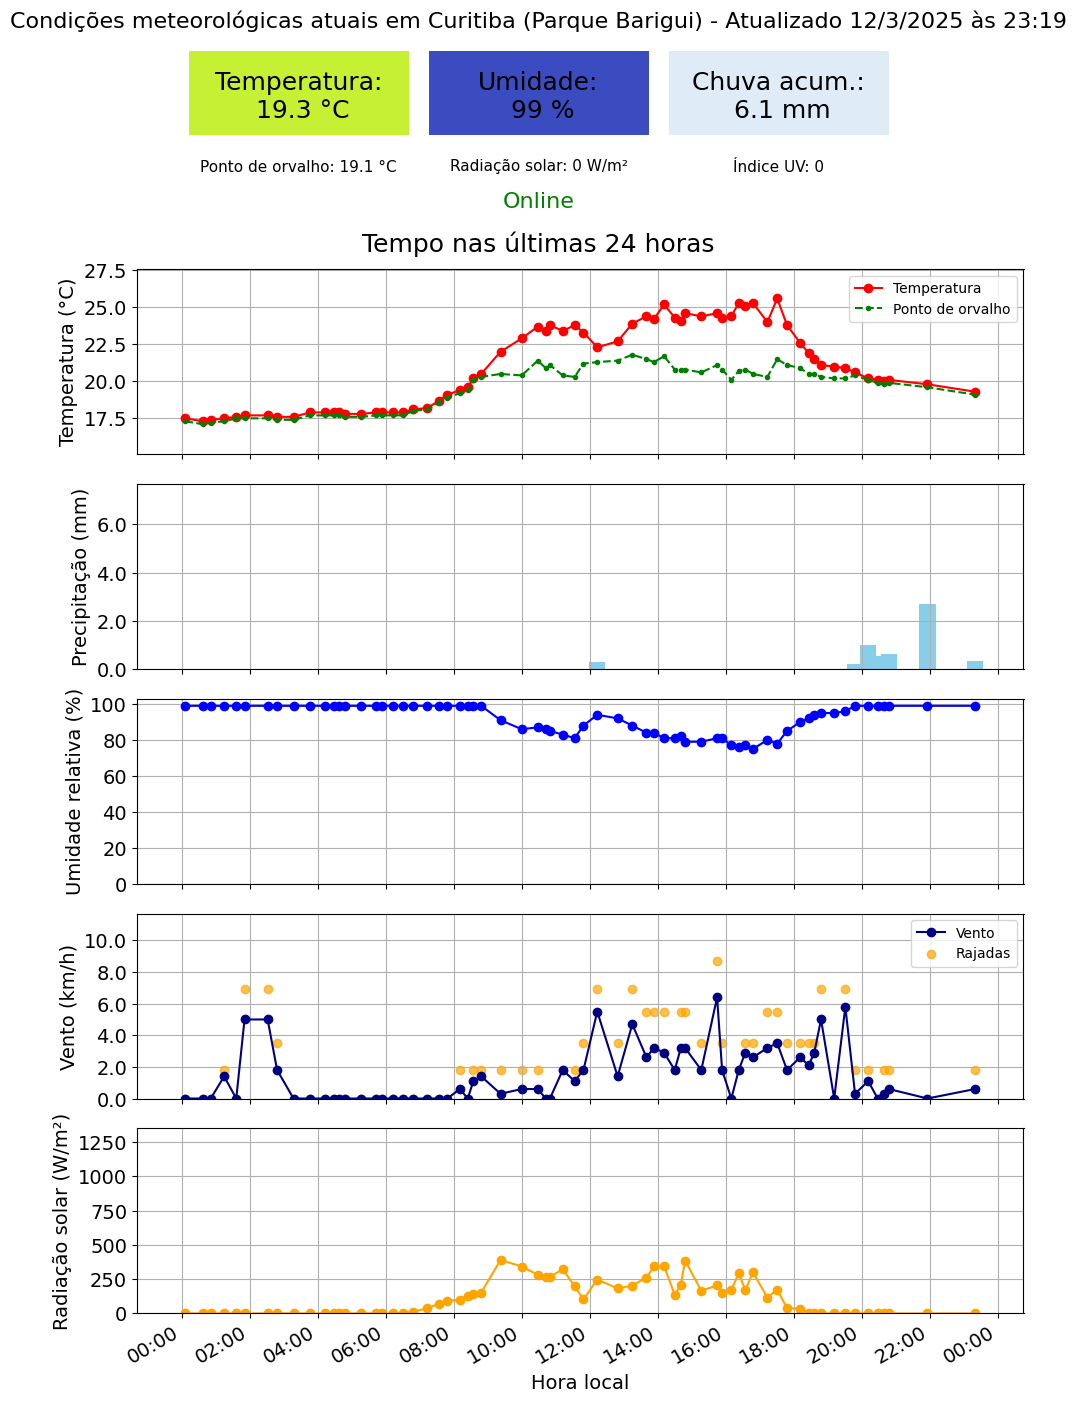 Condições meteorológicas atuais em Curitiba (Parque Barigui) - Atualizado 12/3/2025 às 23:19
Temperatura:
19.3 °C
Umidade:
99 %
Chuva acum.:
6.1 mm
Ponto de orvalho: 19.1 °C
Radiação solar: 0 W/m²
Índice UV: 0
Online
Tempo nas últimas 24 horas
Temperatura (°C)
27.5
25.0
22.5
20.0
17.5
Temperatura
Ponto de orvalho
Precipitação (mm)
6.0
4.0
2.0
0.0
Umidade relativa (%)
100
80
60
40
20
0
Vento (km/h)
10.0
8.0
6.0
4.0
2.0
0.0
Vento
Rajadas
Radiação solar (W/m²)
1250
1000
750
500
250
0
00:00
02:00
04:00
06:00
08:00
10:00
12:00
14:00
16:00
18:00
20:00
22:00
00:00
Hora local